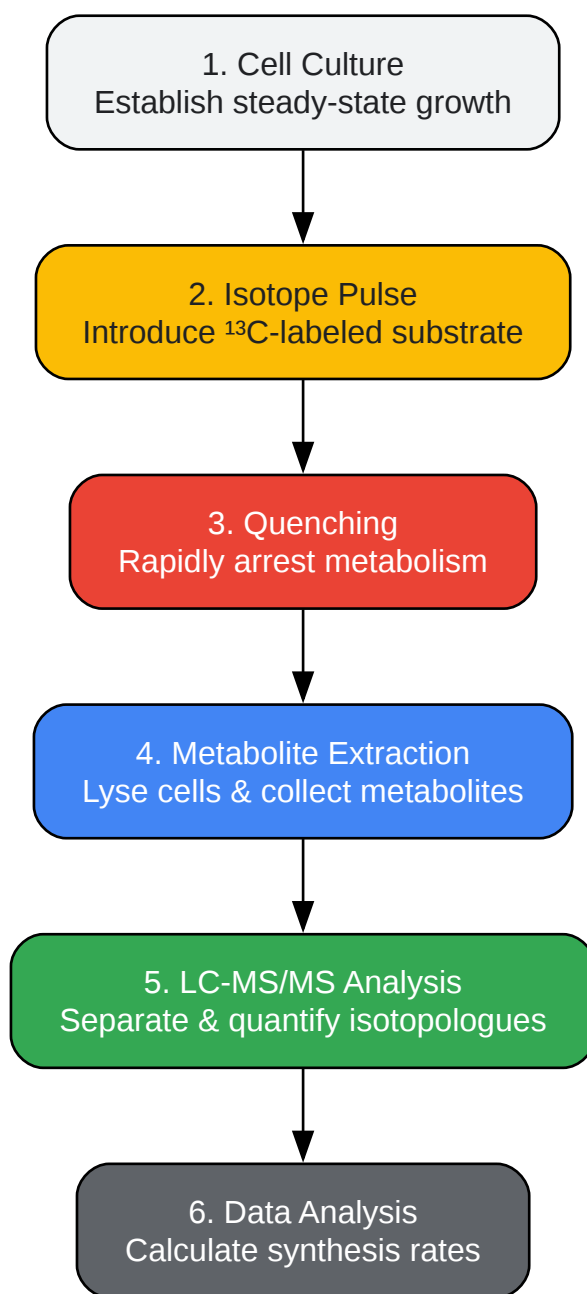 1. Cell Culture
Establish steady-state growth
2. Isotope Pulse
Introduce ¹³C-labeled substrate
3. Quenching
Rapidly arrest metabolism
4. Metabolite Extraction
Lyse cells & collect metabolites
5. LC-MS/MS Analysis
Separate & quantify isotopologues
6. Data Analysis
Calculate synthesis rates